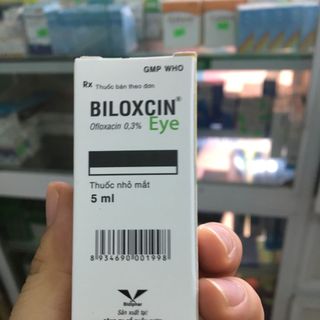 GMP WHO
Rx Thuốc bán theo đơn
BILOXCIN® Eye
Ofloxacin 0,3%
Thuốc nhỏ mắt
5 ml
8 934690 001998
Bidiphar
Sản xuất tại: